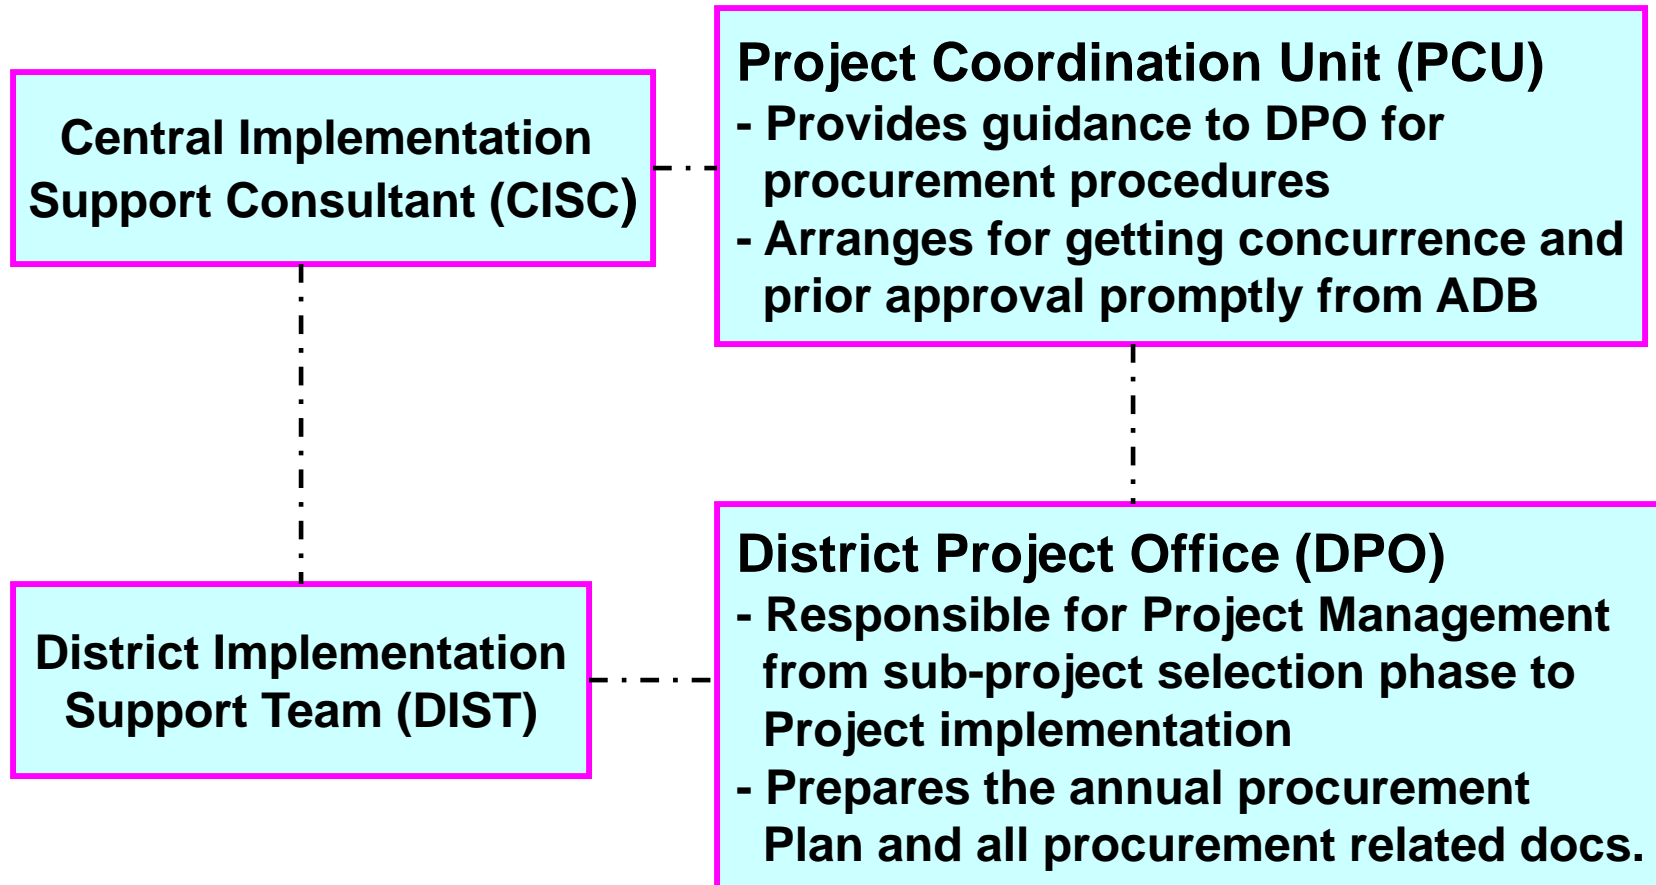 Central Implementation
Support Consultant (CISC)
Project Coordination Unit (PCU)
- Provides guidance to DPO for
procurement procedures
- Arranges for getting concurrence and
prior approval promptly from ADB
District Implementation
Support Team (DIST)
District Project Office (DPO)
- Responsible for Project Management
from sub-project selection phase to
Project implementation
- Prepares the annual procurement
Plan and all procurement related docs.